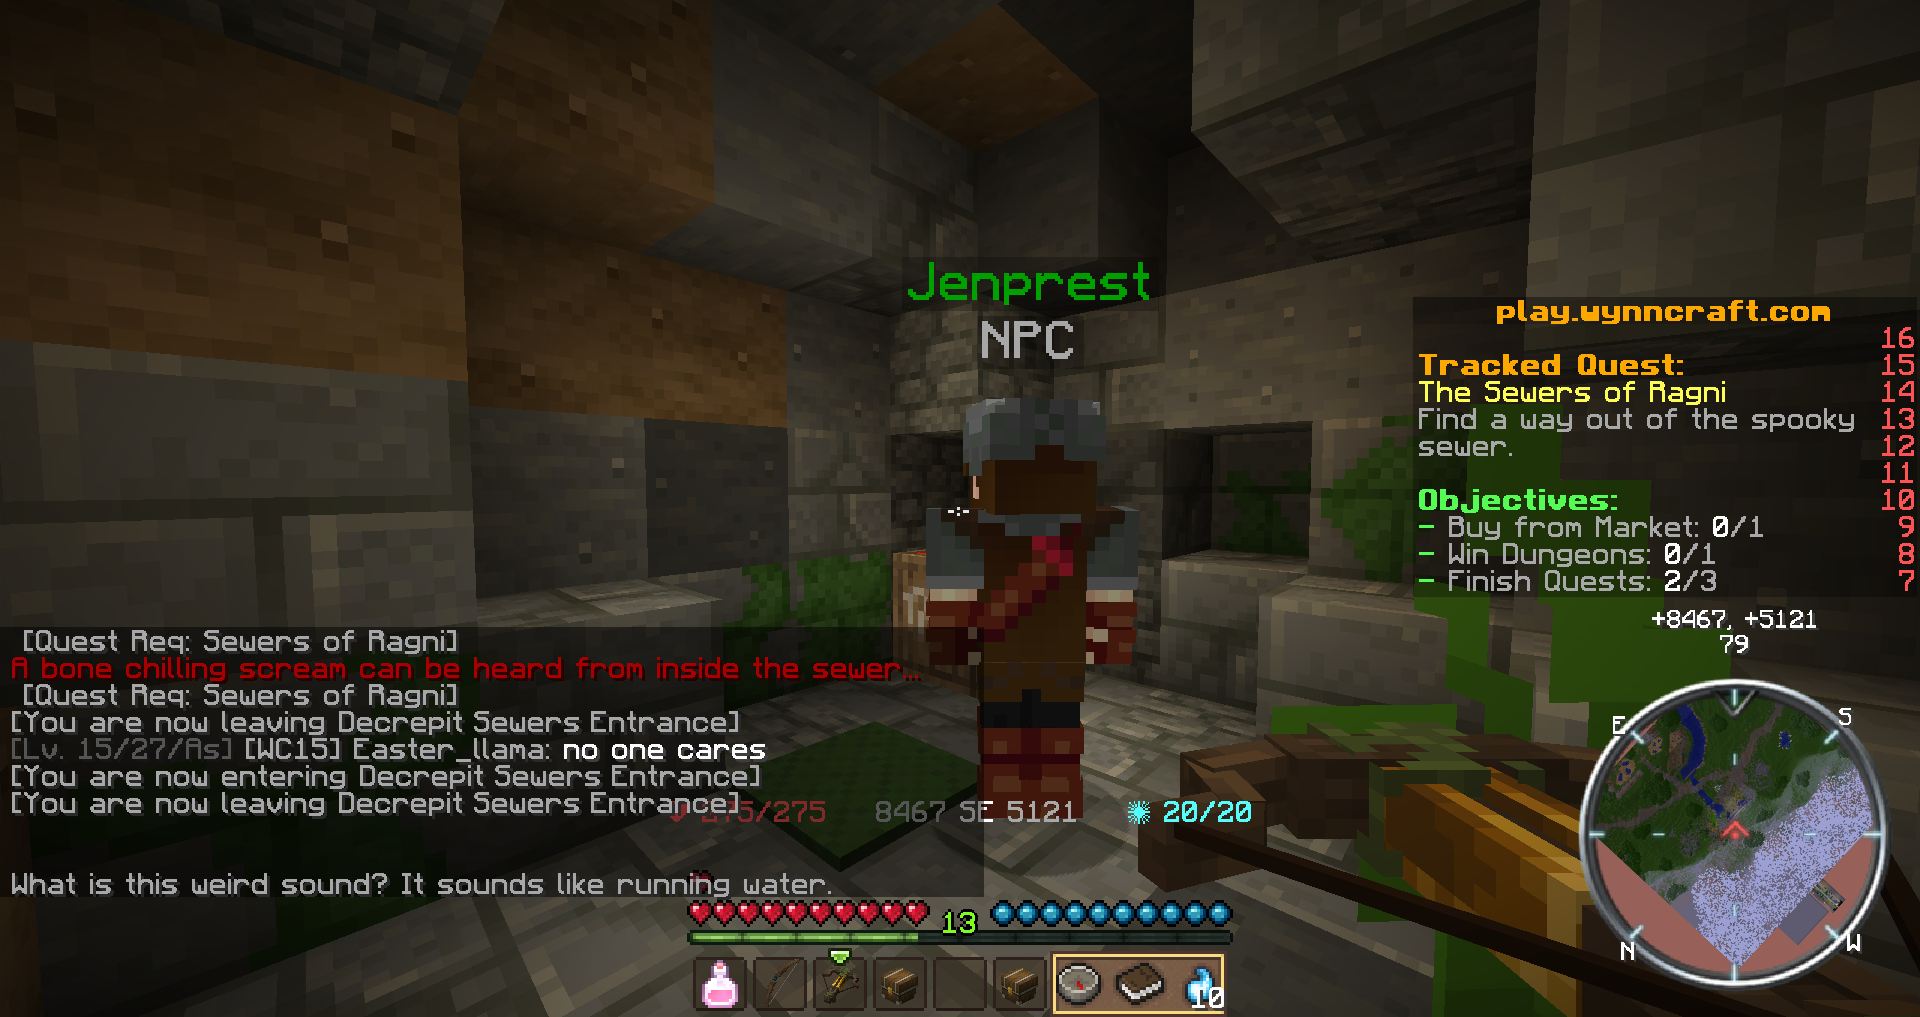 Jenprest
NPC
play.wynncraft.com
16
Tracked Quest: 15
The Sewers of Ragni 14
Find a way out of the spooky 13
sewer. 12
11
Objectives: 10
- Buy from Market: 0/1 9
- Win Dungeons: 0/1 8
- Finish Quests: 2/3 7
+8467, +5121
79
E
S
N
W
[Quest Req: Sewers of Ragni]
A bone chilling scream can be heard from inside the sewer...
[Quest Req: Sewers of Ragni]
[You are now leaving Decrepit Sewers Entrance]
[Lv. 15/27/As] [WC15] Easter_llama: no one cares
[You are now entering Decrepit Sewers Entrance]
[You are now leaving Decrepit Sewers Entrance]
275/275 8467 SE 5121 20/20
What is this weird sound? It sounds like running water.
13
10